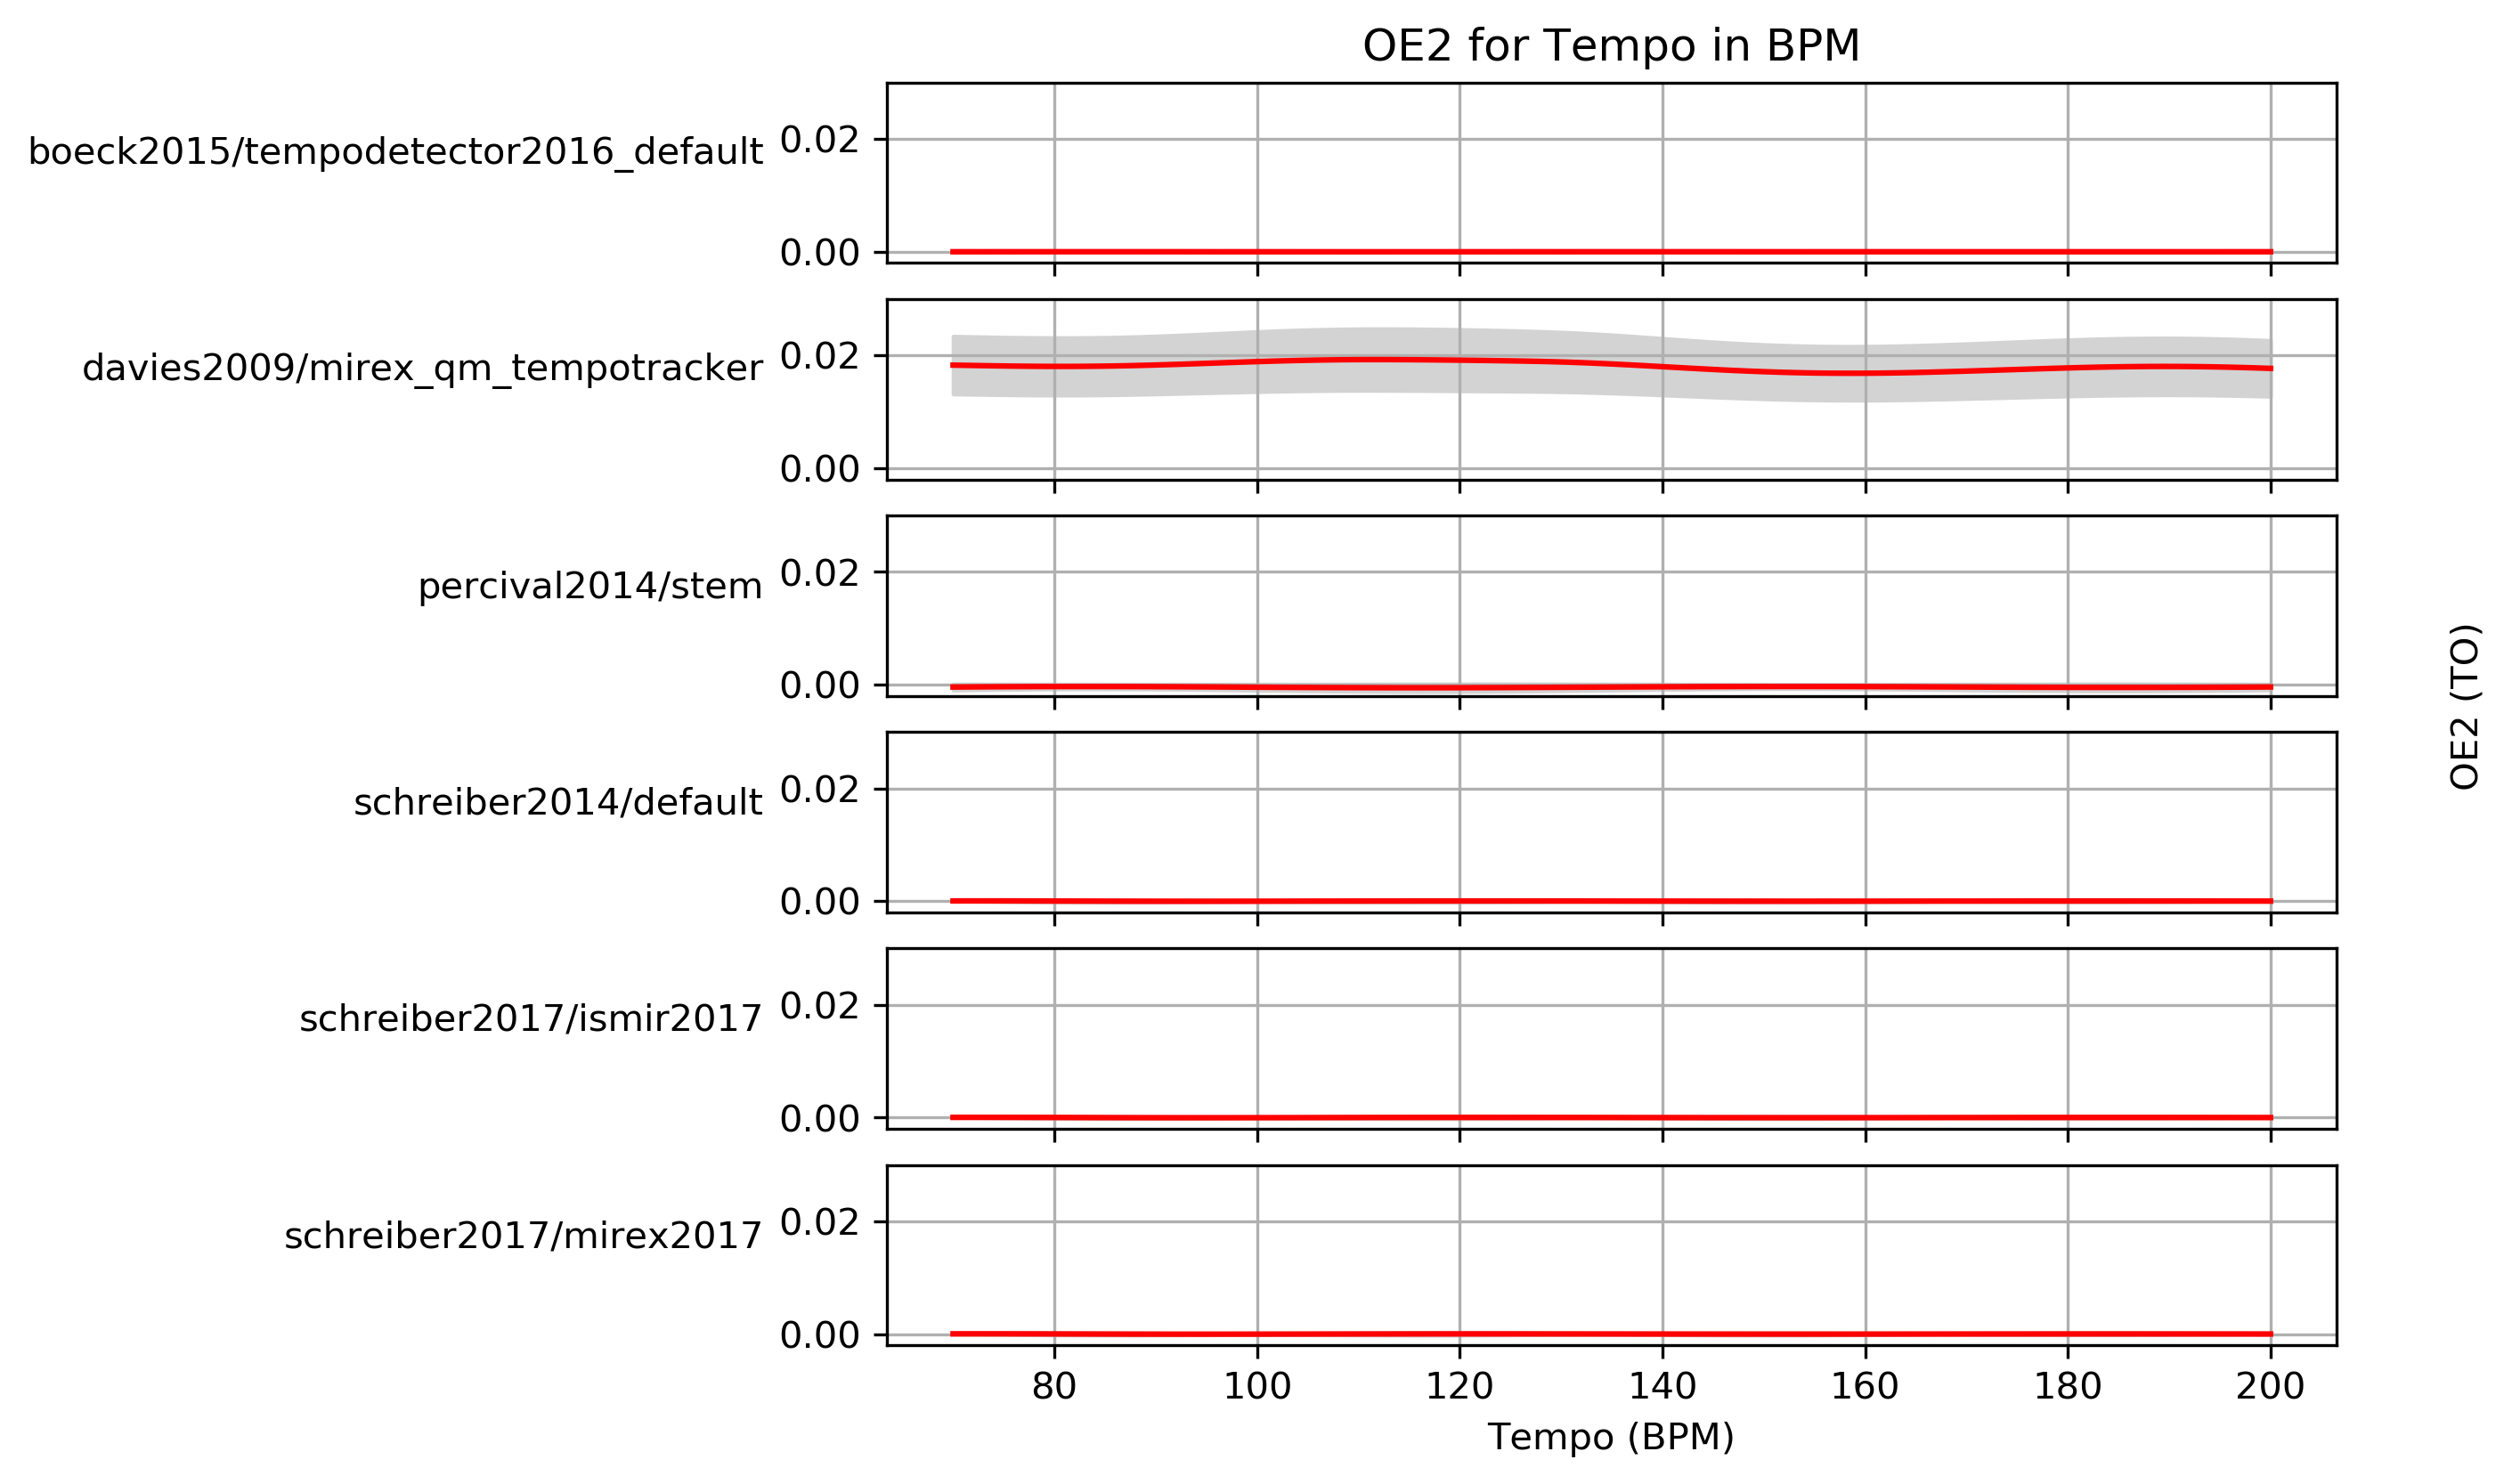 OE2 for Tempo in BPM
boeck2015/tempodetector2016_default
0.02
0.00
davies2009/mirex_qm_tempotracker
0.02
0.00
percival2014/stem
0.02
0.00
schreiber2014/default
0.02
0.00
schreiber2017/ismir2017
0.02
0.00
schreiber2017/mirex2017
0.02
0.00
80 100 120 140 160 180 200
Tempo (BPM)
OE2 (TO)